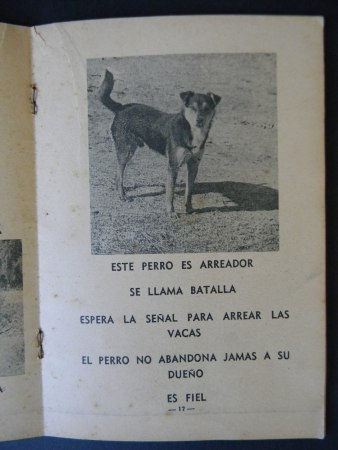 ESTE PERRO ES ARREADOR
SE LLAMA BATALLA
ESPERA LA SEÑAL PARA ARREAR LAS
VACAS
EL PERRO NO ABANDONA JAMAS A SU
DUEÑO
ES FIEL
— 17 —